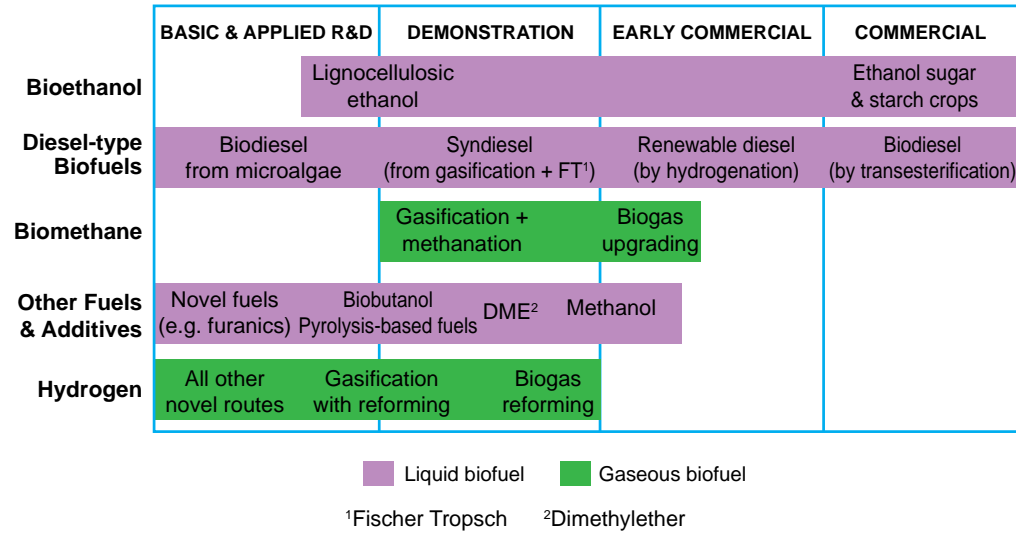 BASIC & APPLIED R&D DEMONSTRATION EARLY COMMERCIAL COMMERCIAL
Bioethanol
Lignocellulosic
ethanol
Ethanol sugar
& starch crops
Diesel-type
Biofuels
Biodiesel
from microalgae
Syndiesel
(from gasification + FT¹)
Renewable diesel
(by hydrogenation)
Biodiesel
(by transesterification)
Biomethane
Gasification +
methanation
Biogas
upgrading
Other Fuels
& Additives
Novel fuels
(e.g. furanics)
Biobutanol
Pyrolysis-based fuels
DME²
Methanol
Hydrogen
All other
novel routes
Gasification
with reforming
Biogas
reforming
Liquid biofuel Gaseous biofuel
¹Fischer Tropsch ²Dimethylether